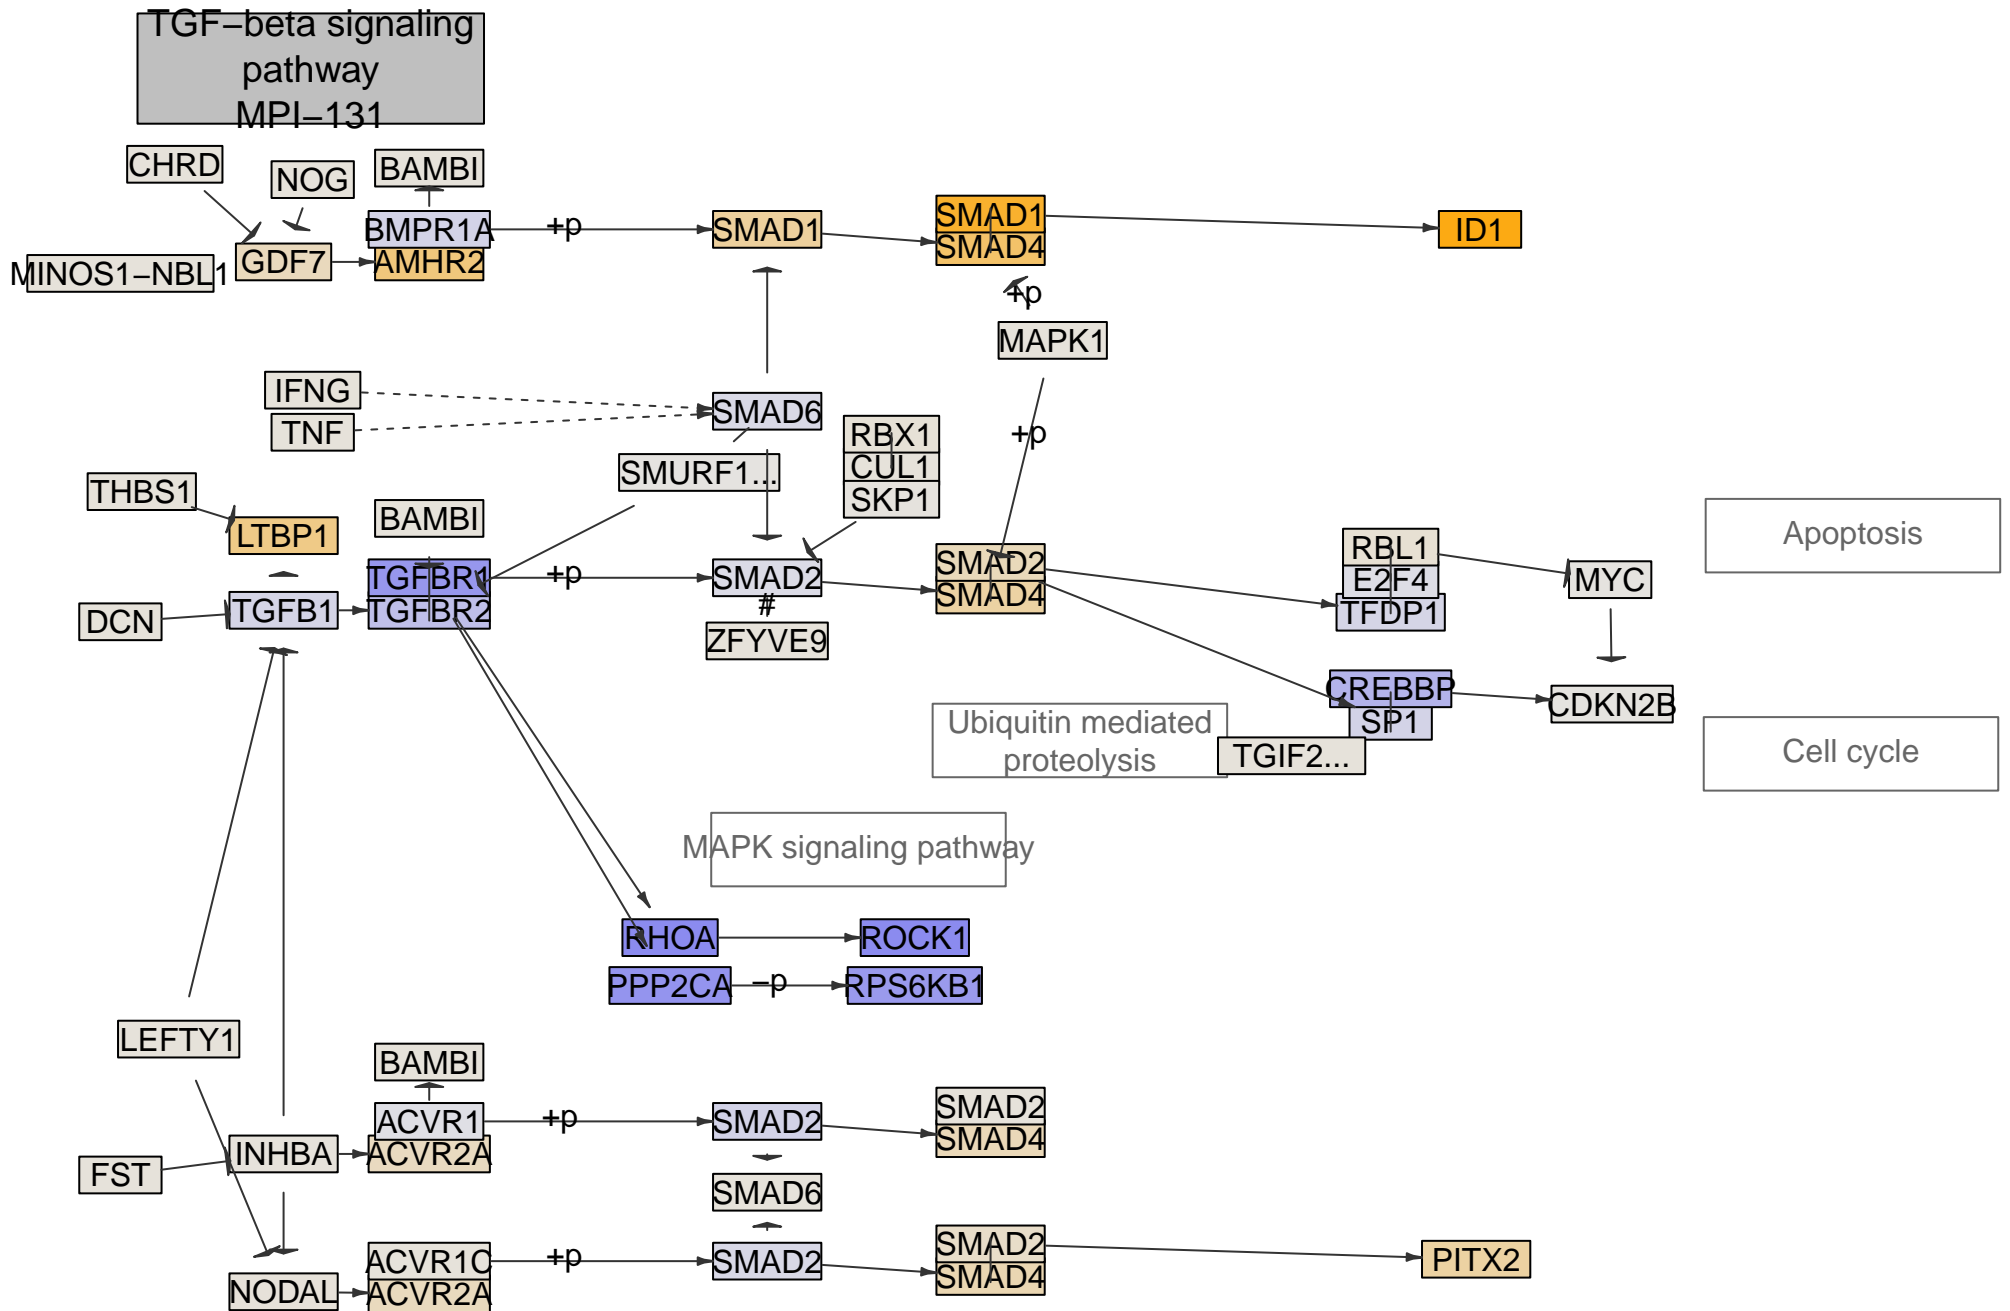 TGF−beta signaling
pathway
MPI−131
CHRD
NOG
BAMBI
BMPR1A
+p
SMAD1
SMAD1
SMAD4
ID1
MINOS1−NBL1
GDF7
AMHR2
+p
MAPK1
IFNG
TNF
SMAD6
RBX1
CUL1
SKP1
+p
SMURF1...
THBS1
LTBP1
BAMBI
TGFBR1
TGFBR2
+p
SMAD2
#
ZFYVE9
SMAD2
SMAD4
RBL1
E2F4
TFDP1
MYC
Apoptosis
DCN
TGFB1
CREBBP
SP1
CDKN2B
TGIF2...
Ubiquitin mediated
proteolysis
Cell cycle
MAPK signaling pathway
RHOA
ROCK1
PPP2CA
−p
RPS6KB1
LEFTY1
BAMBI
ACVR1
ACVR2A
+p
SMAD2
SMAD2
SMAD4
INHBA
FST
SMAD6
ACVR1C
ACVR2A
+p
SMAD2
SMAD2
SMAD4
PITX2
NODAL